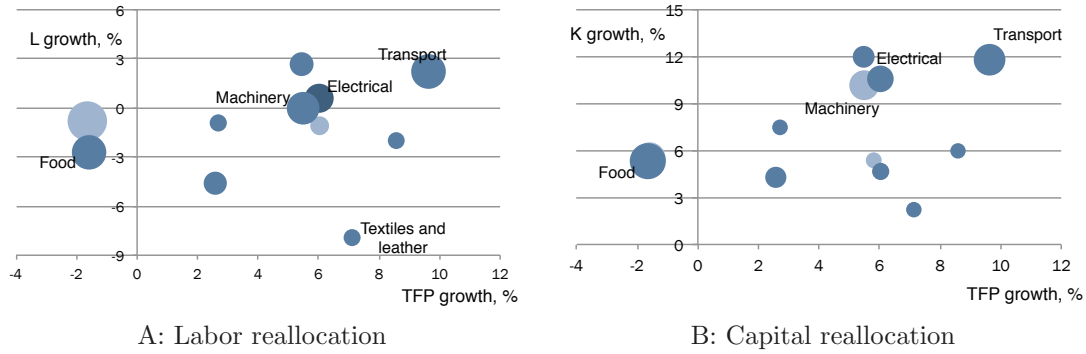 6
L growth, %
Transport
3
Electrical
Machinery
0
Food
-3
-6
Textiles and
leather
-9
-4 -2 0 2 4 6 8 10 12
TFP growth, %
A: Labor reallocation
15
K growth, %
Transport
12
Electrical
9
Machinery
6
Food
3
0
-4 -2 0 2 4 6 8 10 12
TFP growth, %
B: Capital reallocation